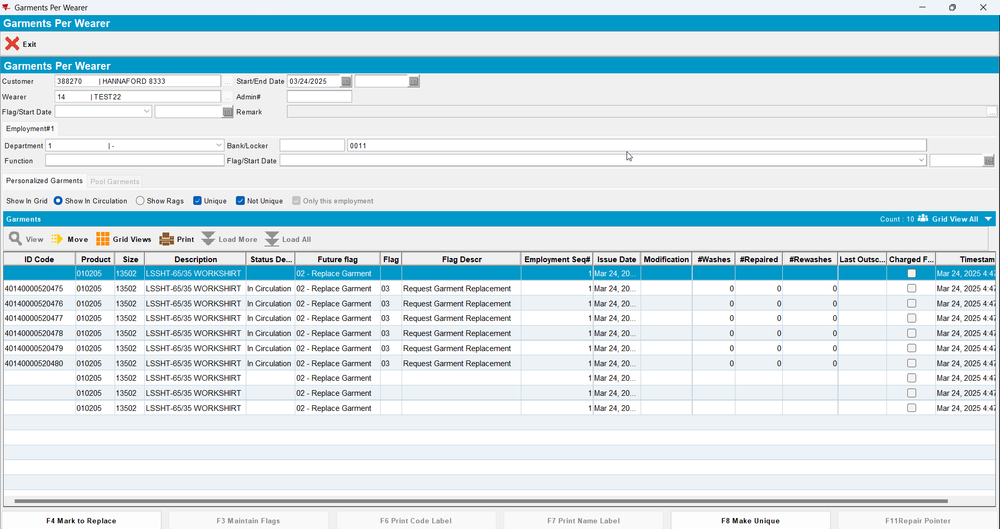 Garments Per Wearer
Garments Per Wearer
Exit
Garments Per Wearer
Customer 388270 | HANNAFORD 8333 ... Start/End Date 03/24/2025 16 16
Wearer 14 | TEST22 ... Admin#
Flag/Start Date 16 Remark ...
Employment#1
Department 1 | - Bank/Locker 0011
Function Flag/Start Date 16
Personalized Garments Pool Garments
Show In Grid Show In Circulation Show Rags Unique Not Unique Only this employment
Garments Count : 10 Grid View All
View Move Grid Views Print Load More Load All
ID Code Product Size Description Status De... Future flag Flag Flag Descr Employment Seq# Issue Date Modification #Washes #Repaired #Rewashes Last Outsc... Charged F... Timestam
010205 13502 LSSHT-65/35 WORKSHIRT 02 - Replace Garment 1 Mar 24, 20... Mar 24, 2025 4:47
40140000520475 010205 13502 LSSHT-65/35 WORKSHIRT In Circulation 02 - Replace Garment 03 Request Garment Replacement 1 Mar 24, 20... 0 0 0 Mar 24, 2025 4:47
40140000520476 010205 13502 LSSHT-65/35 WORKSHIRT In Circulation 02 - Replace Garment 03 Request Garment Replacement 1 Mar 24, 20... 0 0 0 Mar 24, 2025 4:47
40140000520477 010205 13502 LSSHT-65/35 WORKSHIRT In Circulation 02 - Replace Garment 03 Request Garment Replacement 1 Mar 24, 20... 0 0 0 Mar 24, 2025 4:47
40140000520478 010205 13502 LSSHT-65/35 WORKSHIRT In Circulation 02 - Replace Garment 03 Request Garment Replacement 1 Mar 24, 20... 0 0 0 Mar 24, 2025 4:47
40140000520479 010205 13502 LSSHT-65/35 WORKSHIRT In Circulation 02 - Replace Garment 03 Request Garment Replacement 1 Mar 24, 20... 0 0 0 Mar 24, 2025 4:47
40140000520480 010205 13502 LSSHT-65/35 WORKSHIRT In Circulation 02 - Replace Garment 03 Request Garment Replacement 1 Mar 24, 20... 0 0 0 Mar 24, 2025 4:47
010205 13502 LSSHT-65/35 WORKSHIRT 02 - Replace Garment 1 Mar 24, 20... Mar 24, 2025 4:47
010205 13502 LSSHT-65/35 WORKSHIRT 02 - Replace Garment 1 Mar 24, 20... Mar 24, 2025 4:47
010205 13502 LSSHT-65/35 WORKSHIRT 02 - Replace Garment 1 Mar 24, 20... Mar 24, 2025 4:47
F4 Mark to Replace F3 Maintain Flags F6 Print Code Label F7 Print Name Label F8 Make Unique F11Repair Pointer